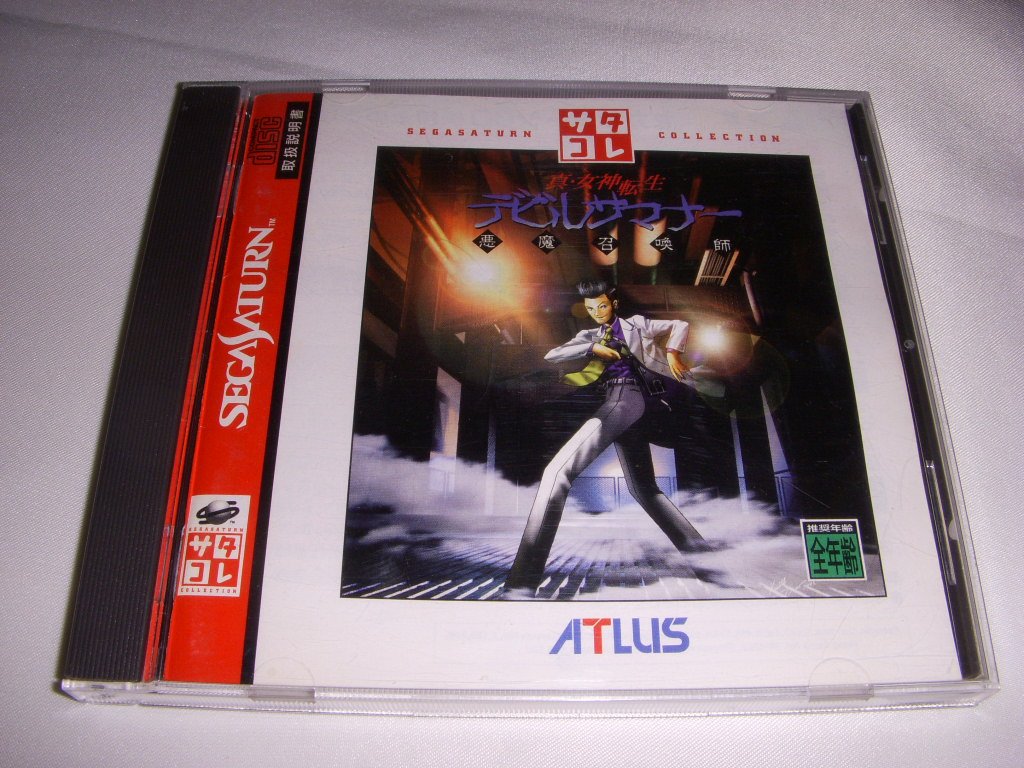 DISC
取扱説明書
SEGASATURN™
SEGASATURN
サタ
コレ
COLLECTION
SEGASATURN
サタ
コレ
COLLECTION
真・女神転生
デビルサマナー
悪魔召喚師
推奨年齢
全年齢
ATLUS